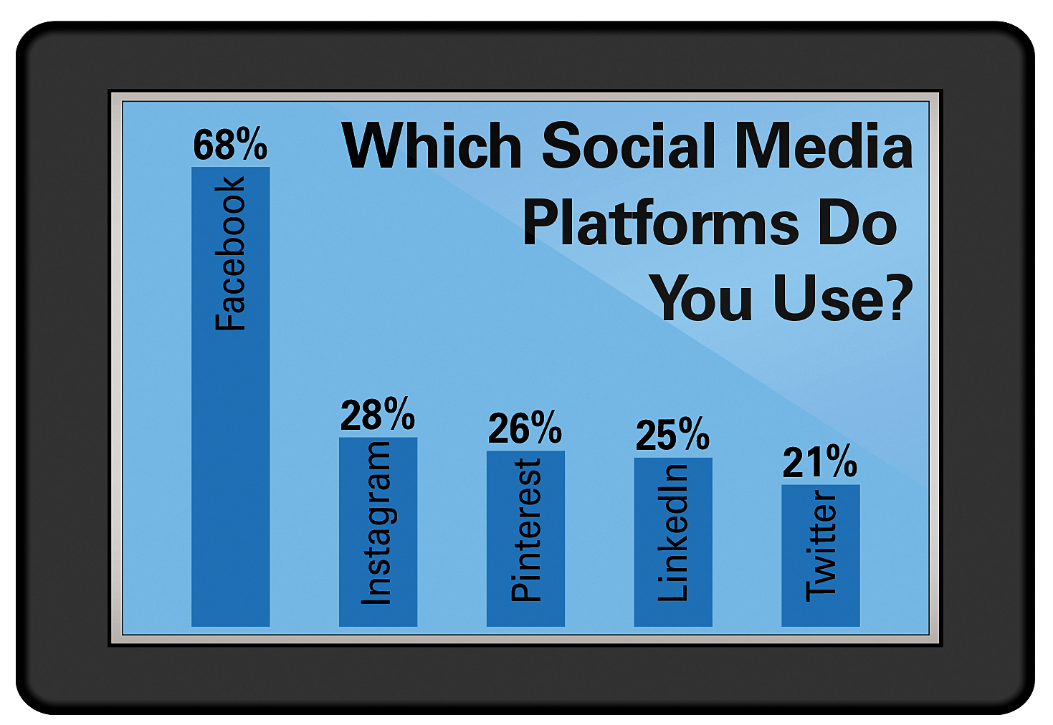 Which Social Media
Platforms Do
You Use?
68%
Facebook
28%
Instagram
26%
Pinterest
25%
LinkedIn
21%
Twitter